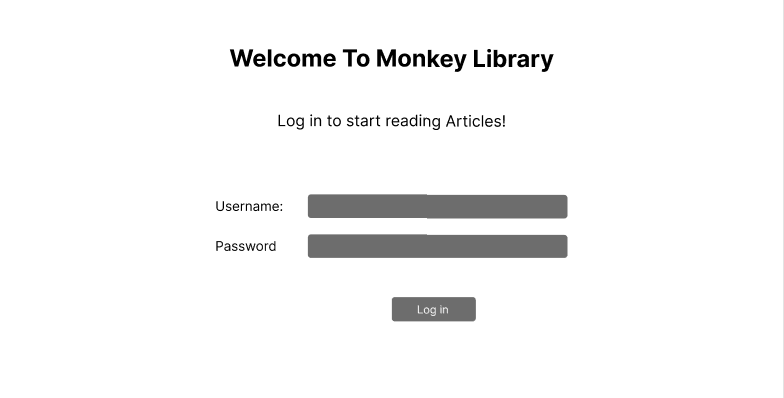 Welcome To Monkey Library
Log in to start reading Articles!
Username:
Password
Log in